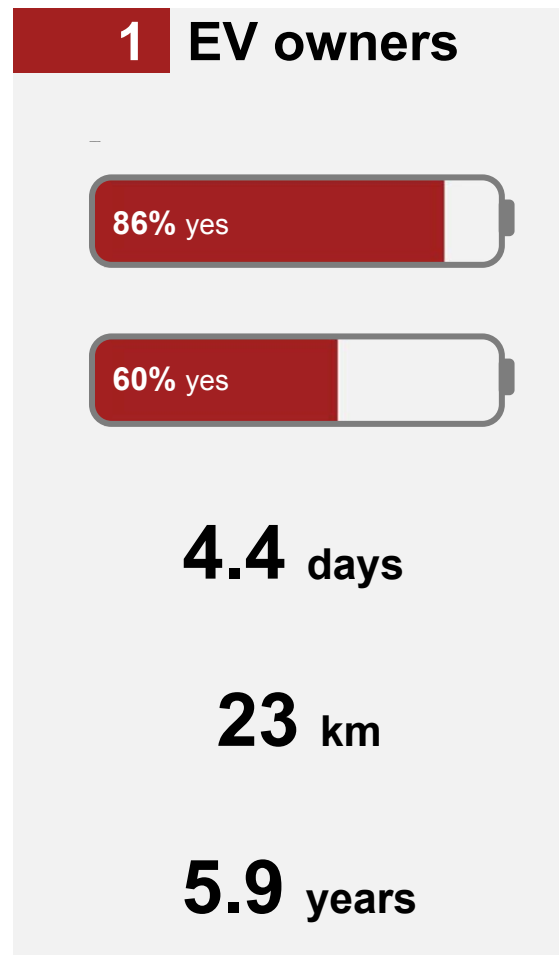 1 EV owners
86% yes
60% yes
4.4 days
23 km
5.9 years